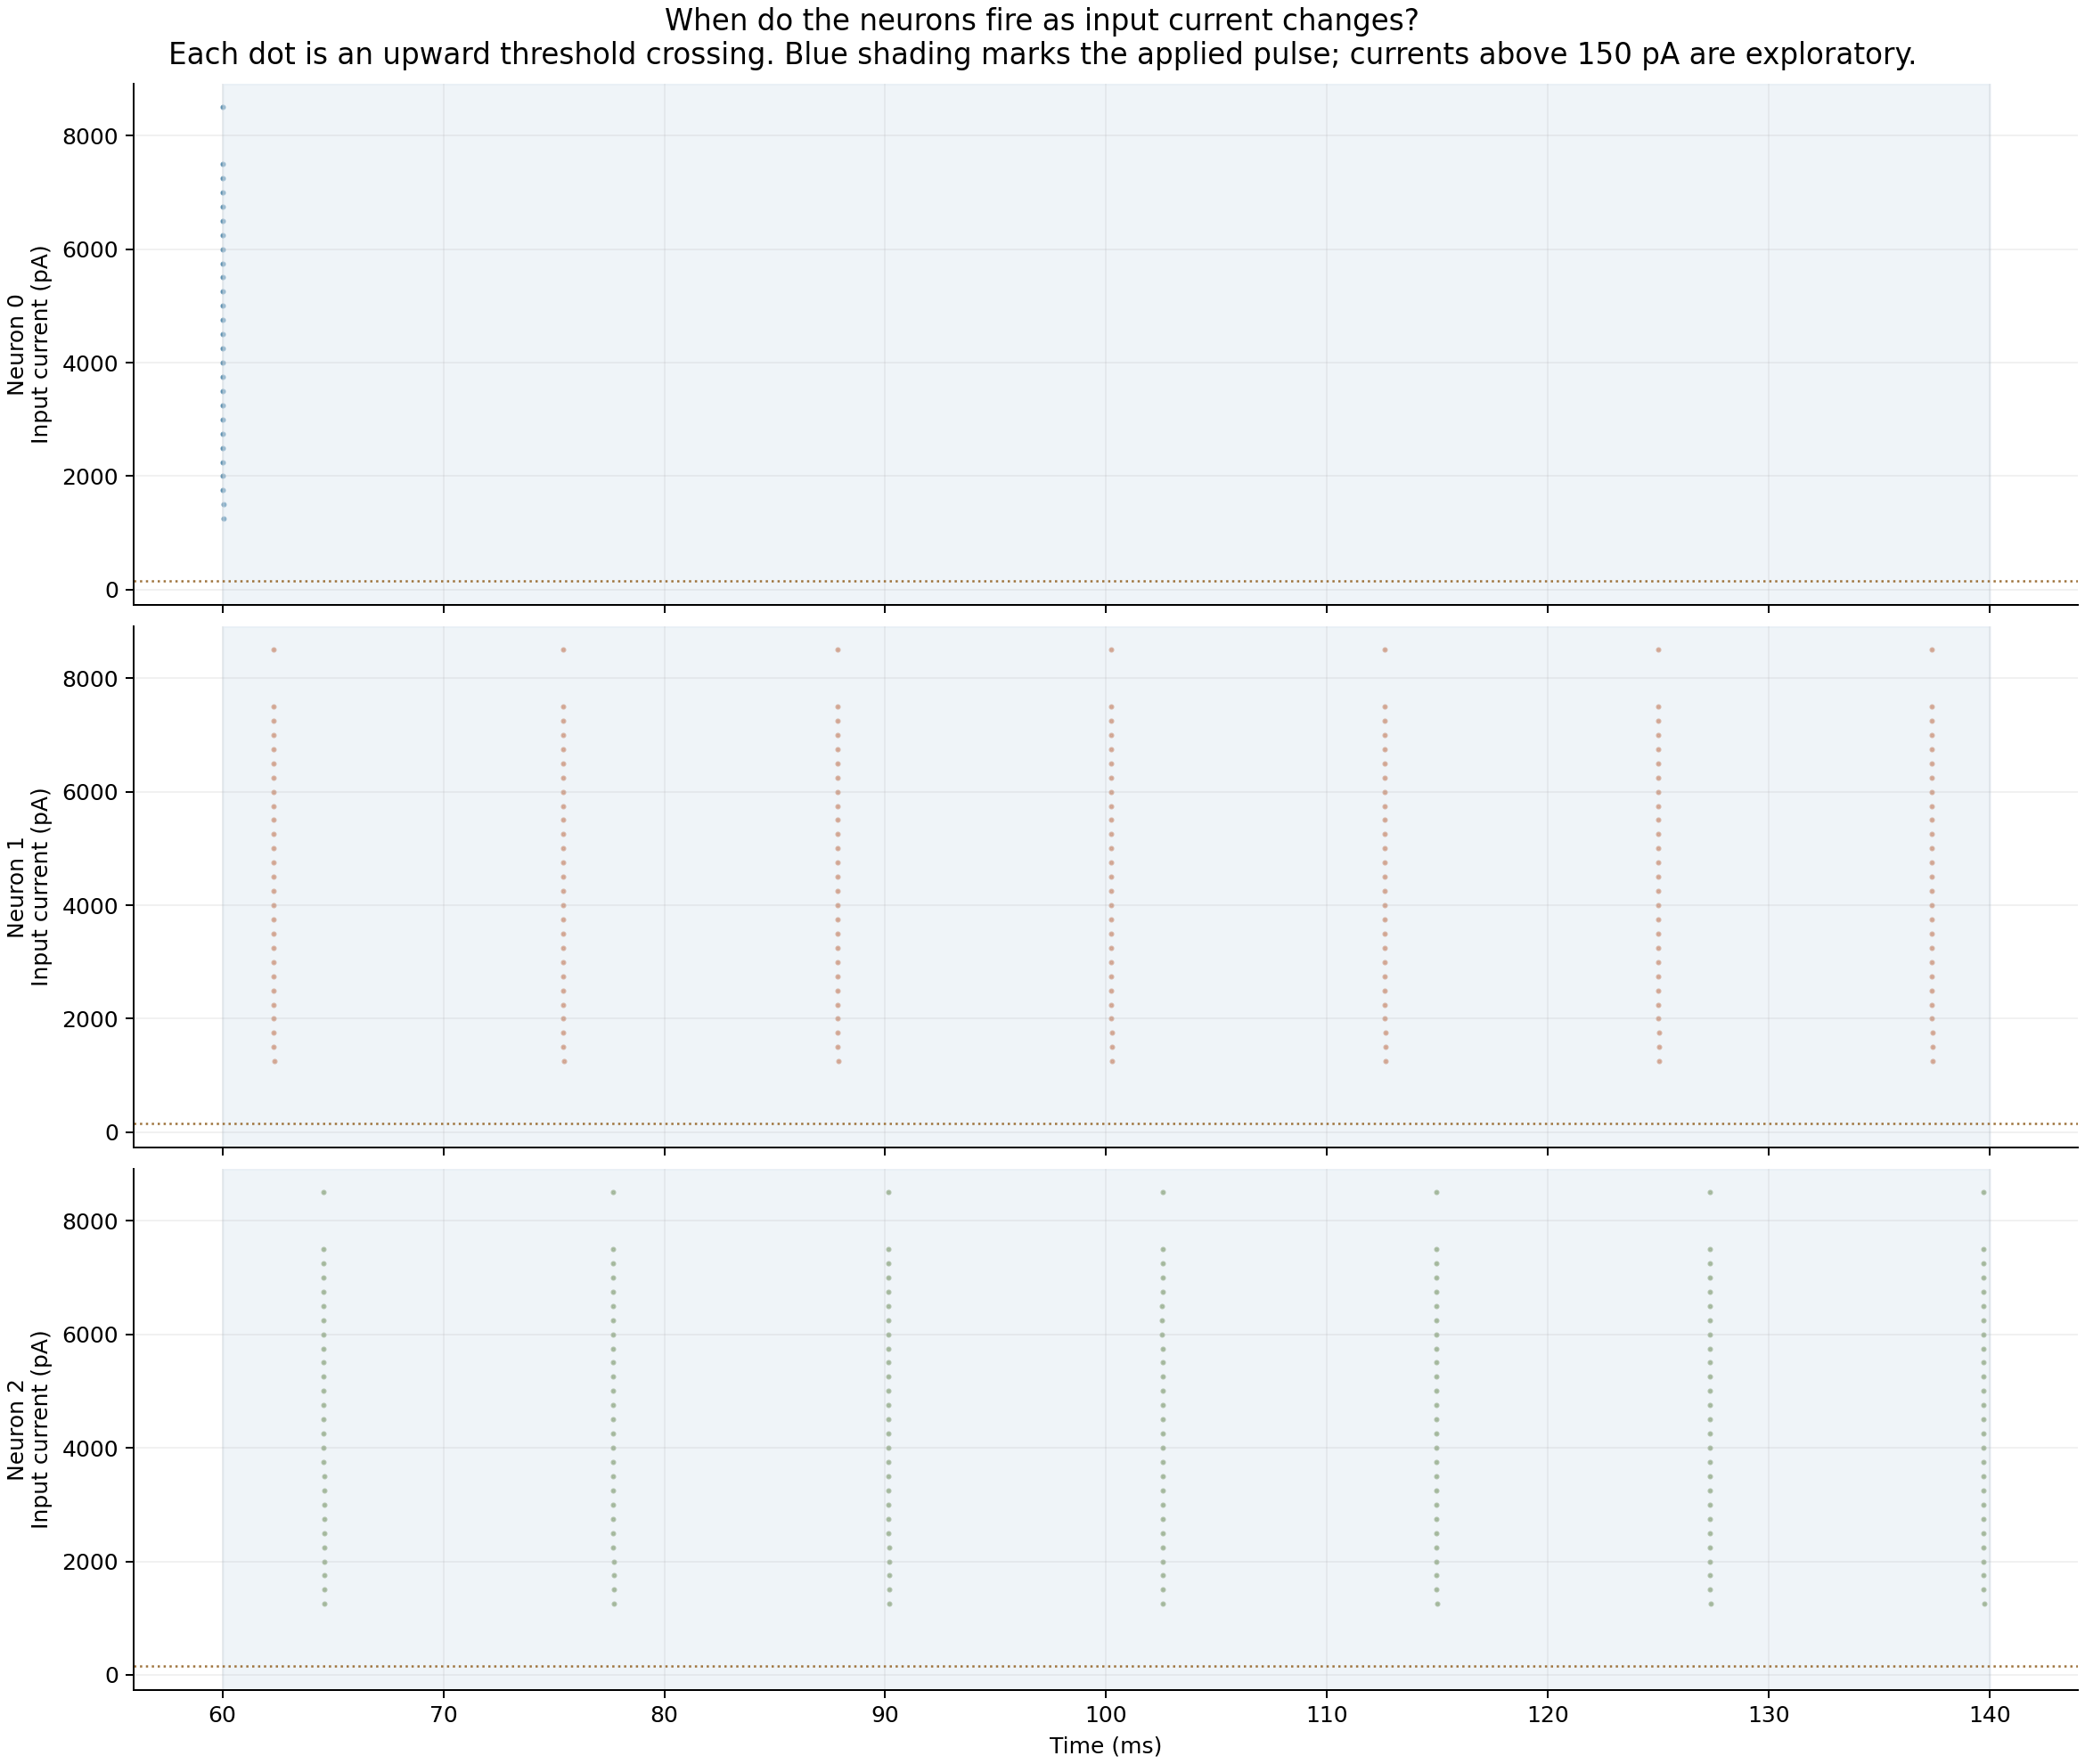 When do the neurons fire as input current changes?
Each dot is an upward threshold crossing. Blue shading marks the applied pulse; currents above 150 pA are exploratory.
Neuron 0
Input current (pA)
8000
6000
4000
2000
0
Neuron 1
Input current (pA)
8000
6000
4000
2000
0
Neuron 2
Input current (pA)
8000
6000
4000
2000
0
60 70 80 90 100 110 120 130 140
Time (ms)